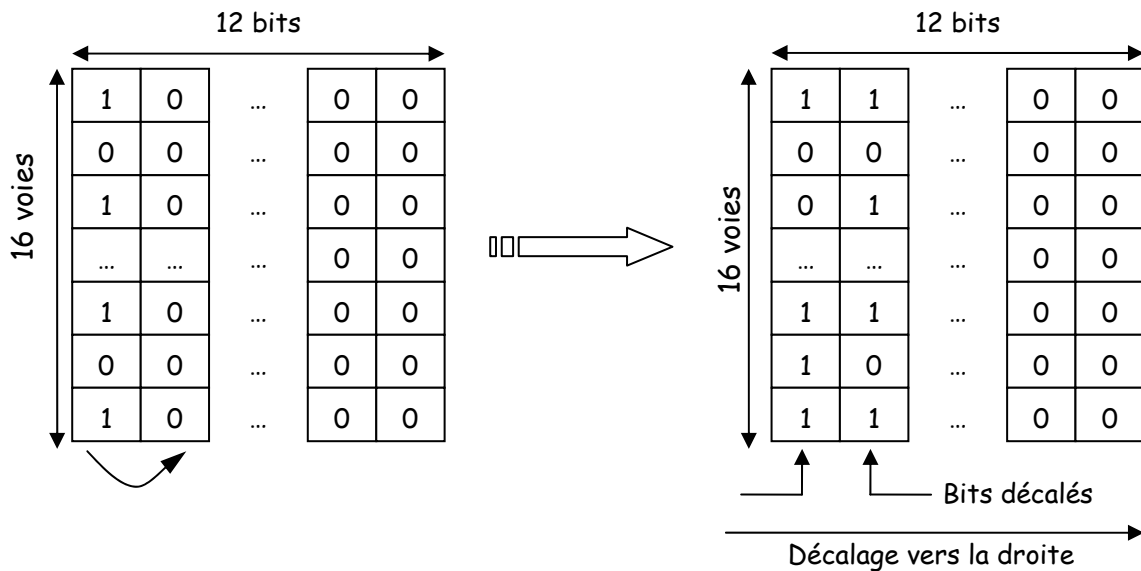 12 bits 12 bits
16 voies 1 0 ... 0 0 16 voies 1 1 ... 0 0
0 0 ... 0 0 0 0 ... 0 0
1 0 ... 0 0 0 1 ... 0 0
... ... ... 0 0 ... ... ... 0 0
1 0 ... 0 0 1 1 ... 0 0
0 0 ... 0 0 1 0 ... 0 0
1 0 ... 0 0 1 1 ... 0 0
Bits décalés
Décalage vers la droite